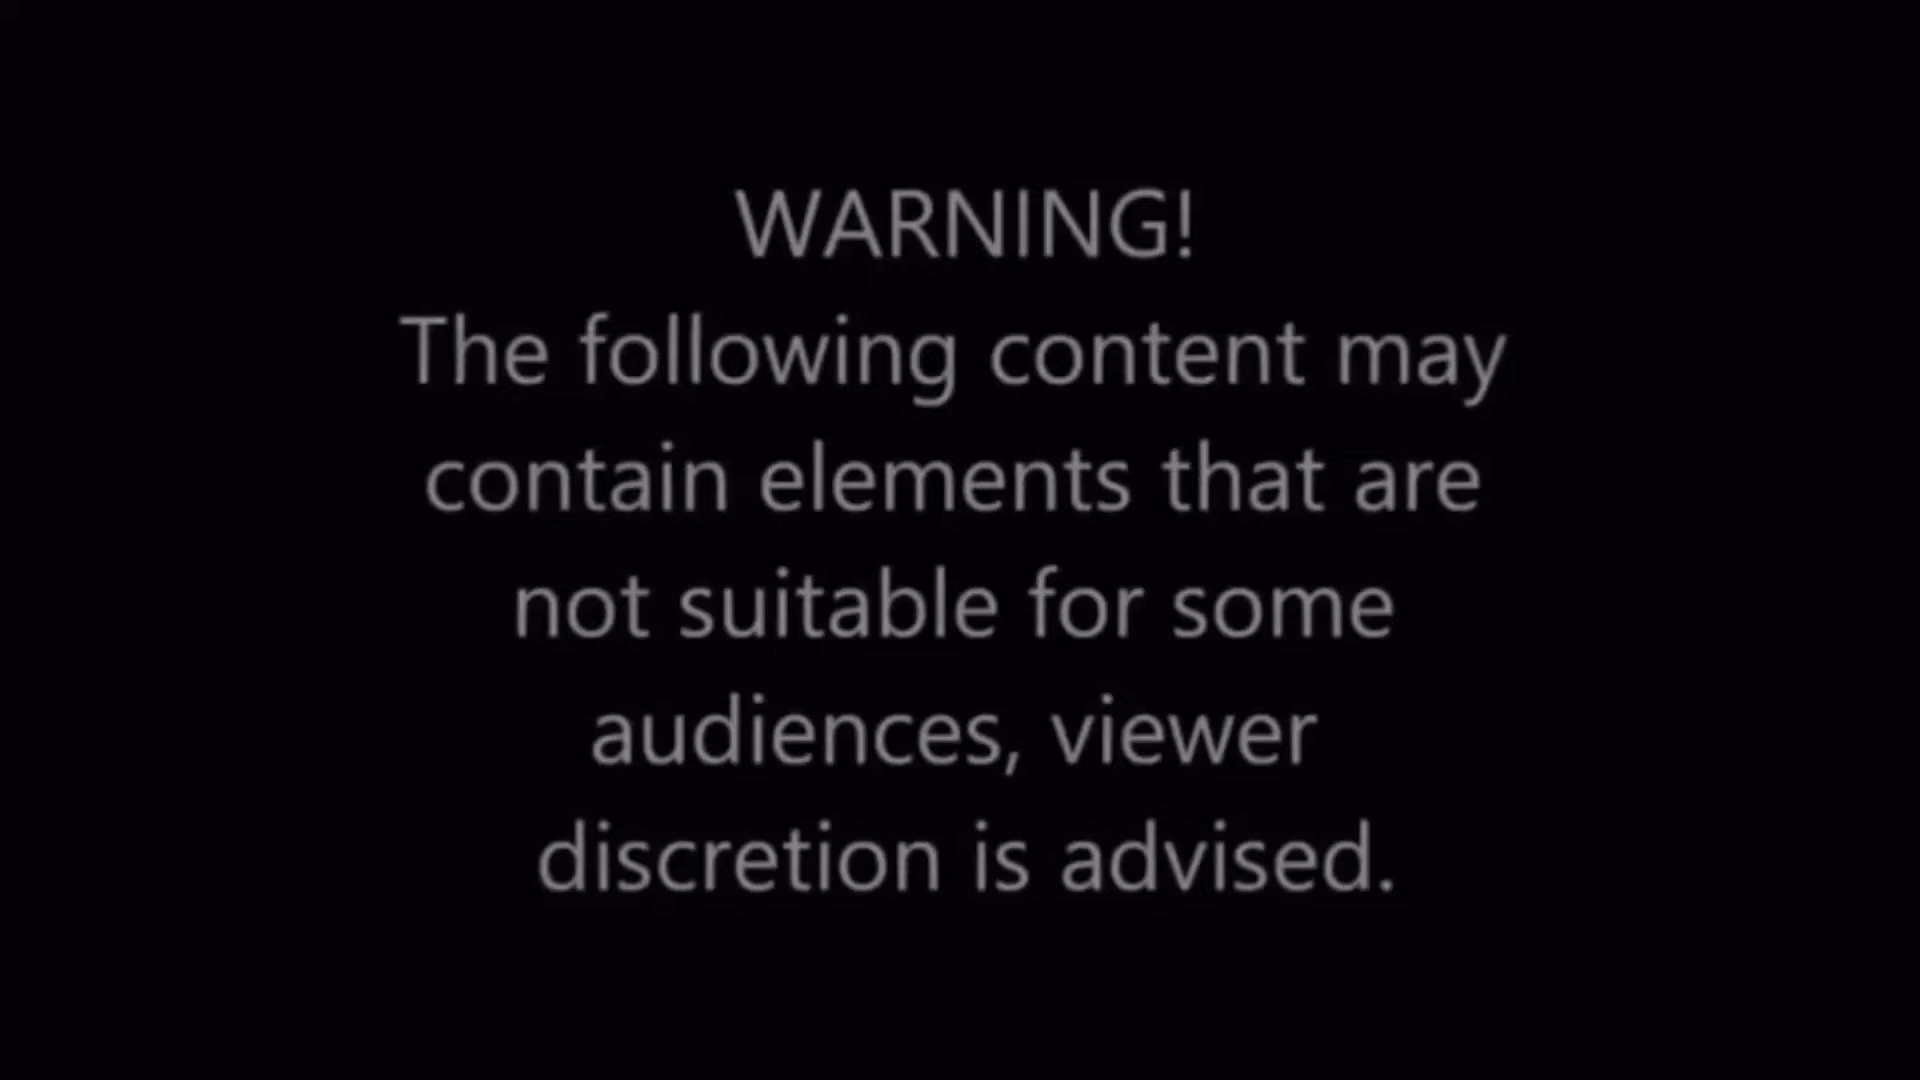 WARNING!
The following content may
contain elements that are
not suitable for some
audiences, viewer
discretion is advised.